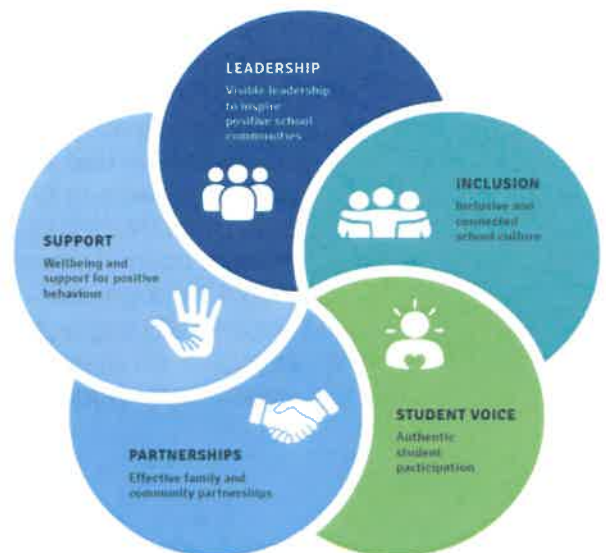 LEADERSHIP
Visible leadership
to inspire
positive school
communities
INCLUSION
Inclusive and
connected
school culture
STUDENT VOICE
Authentic
student
participation
PARTNERSHIPS
Effective family and
community partnerships
SUPPORT
Wellbeing and
support for positive
behaviour